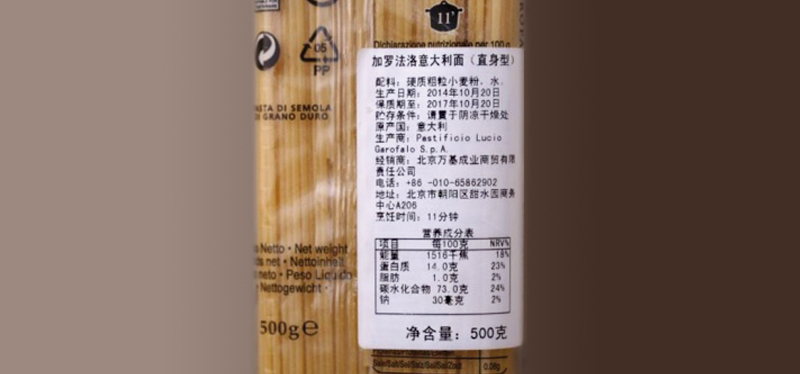 11'
Dichiarazione nutrizionale per 100 g
05
PP
PASTA DI SEMOLA
DI GRANO DURO
加罗法洛意大利面（直身型）
配料：硬质粗粒小麦粉、水.
生产日期：2014年10月20日
保质期至：2017年10月20日
贮存条件：请置于阴凉干燥处
原产国：意大利
生产商：Pastificio Lucio
Garofalo S.p.A.
经销商：北京万基成业商贸有限
责任公司
电话：+86 -010-65862902
地址：北京市朝阳区甜水园商务
中心A206
烹饪时间：11分钟
营养成分表
项目 每100克 NRV%
能量 1516千焦 18%
蛋白质 14.0克 23%
脂肪 1.0克 2%
碳水化合物 73.0克 24%
钠 30毫克 2%
净含量：500克
Netto • Net weight
net • Nettoinhelt
neto • Peso Líquido
Nettogewicht •
500g℮
0,08g